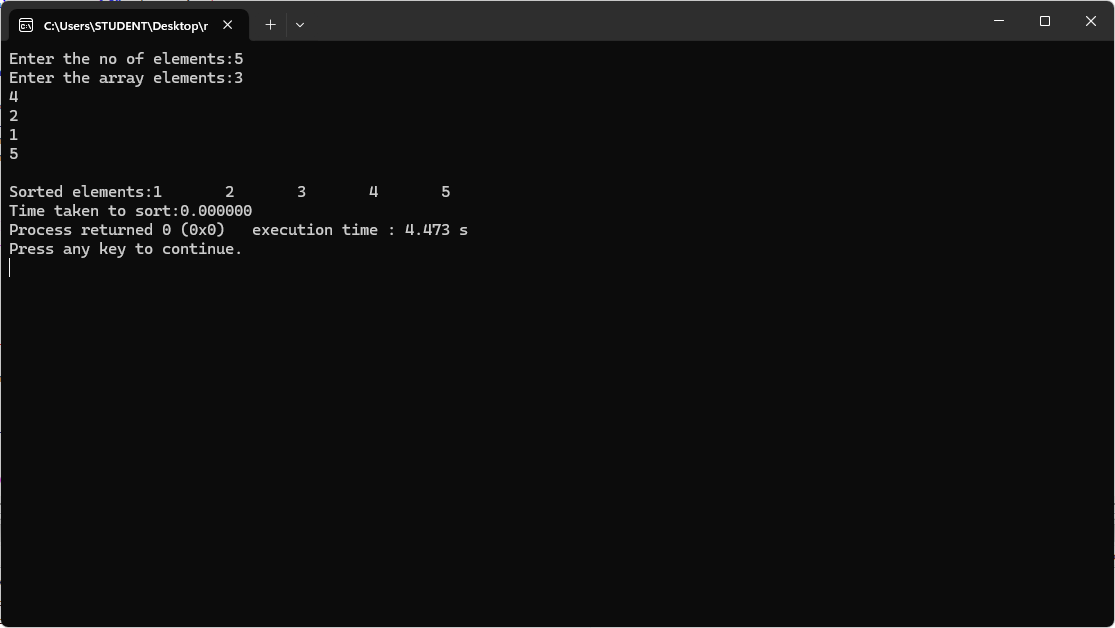 C:\Users\STUDENT\Desktop\r
Enter the no of elements:5
Enter the array elements:3
4
2
1
5
Sorted elements:1       2       3       4       5
Time taken to sort:0.000000
Process returned 0 (0x0)   execution time : 4.473 s
Press any key to continue.